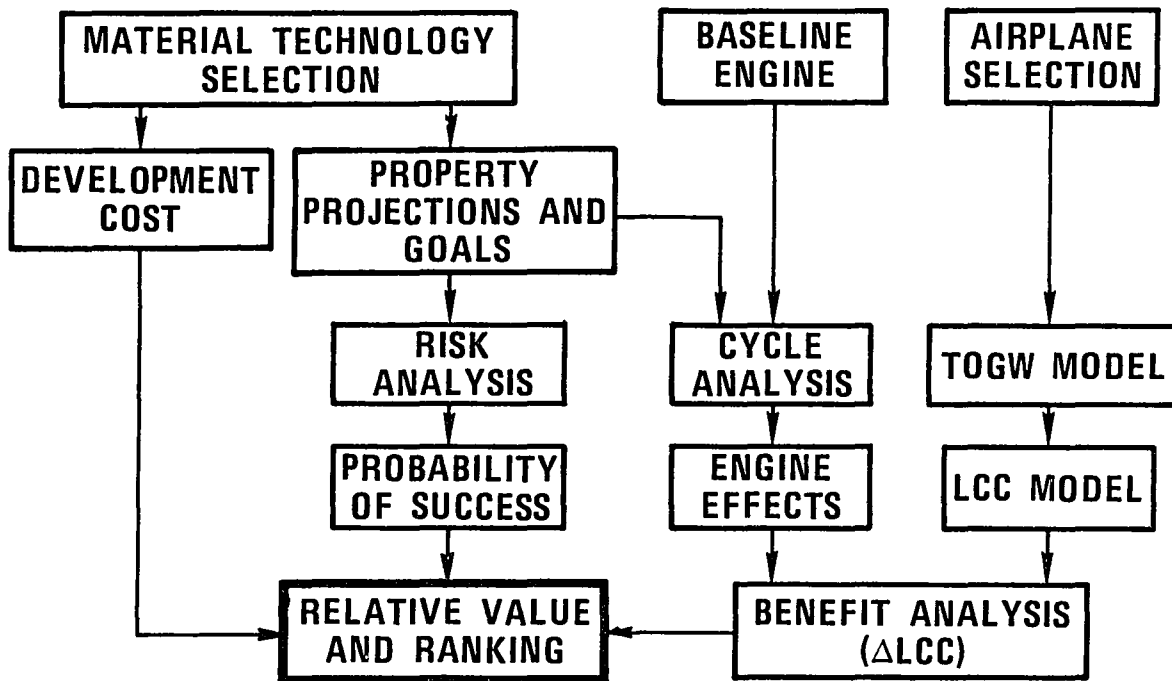 MATERIAL TECHNOLOGY
SELECTION
BASELINE
ENGINE
AIRPLANE
SELECTION
DEVELOPMENT
COST
PROPERTY
PROJECTIONS AND
GOALS
RISK
ANALYSIS
CYCLE
ANALYSIS
TOGW MODEL
PROBABILITY
OF SUCCESS
ENGINE
EFFECTS
LCC MODEL
RELATIVE VALUE
AND RANKING
BENEFIT ANALYSIS
(ΔLCC)